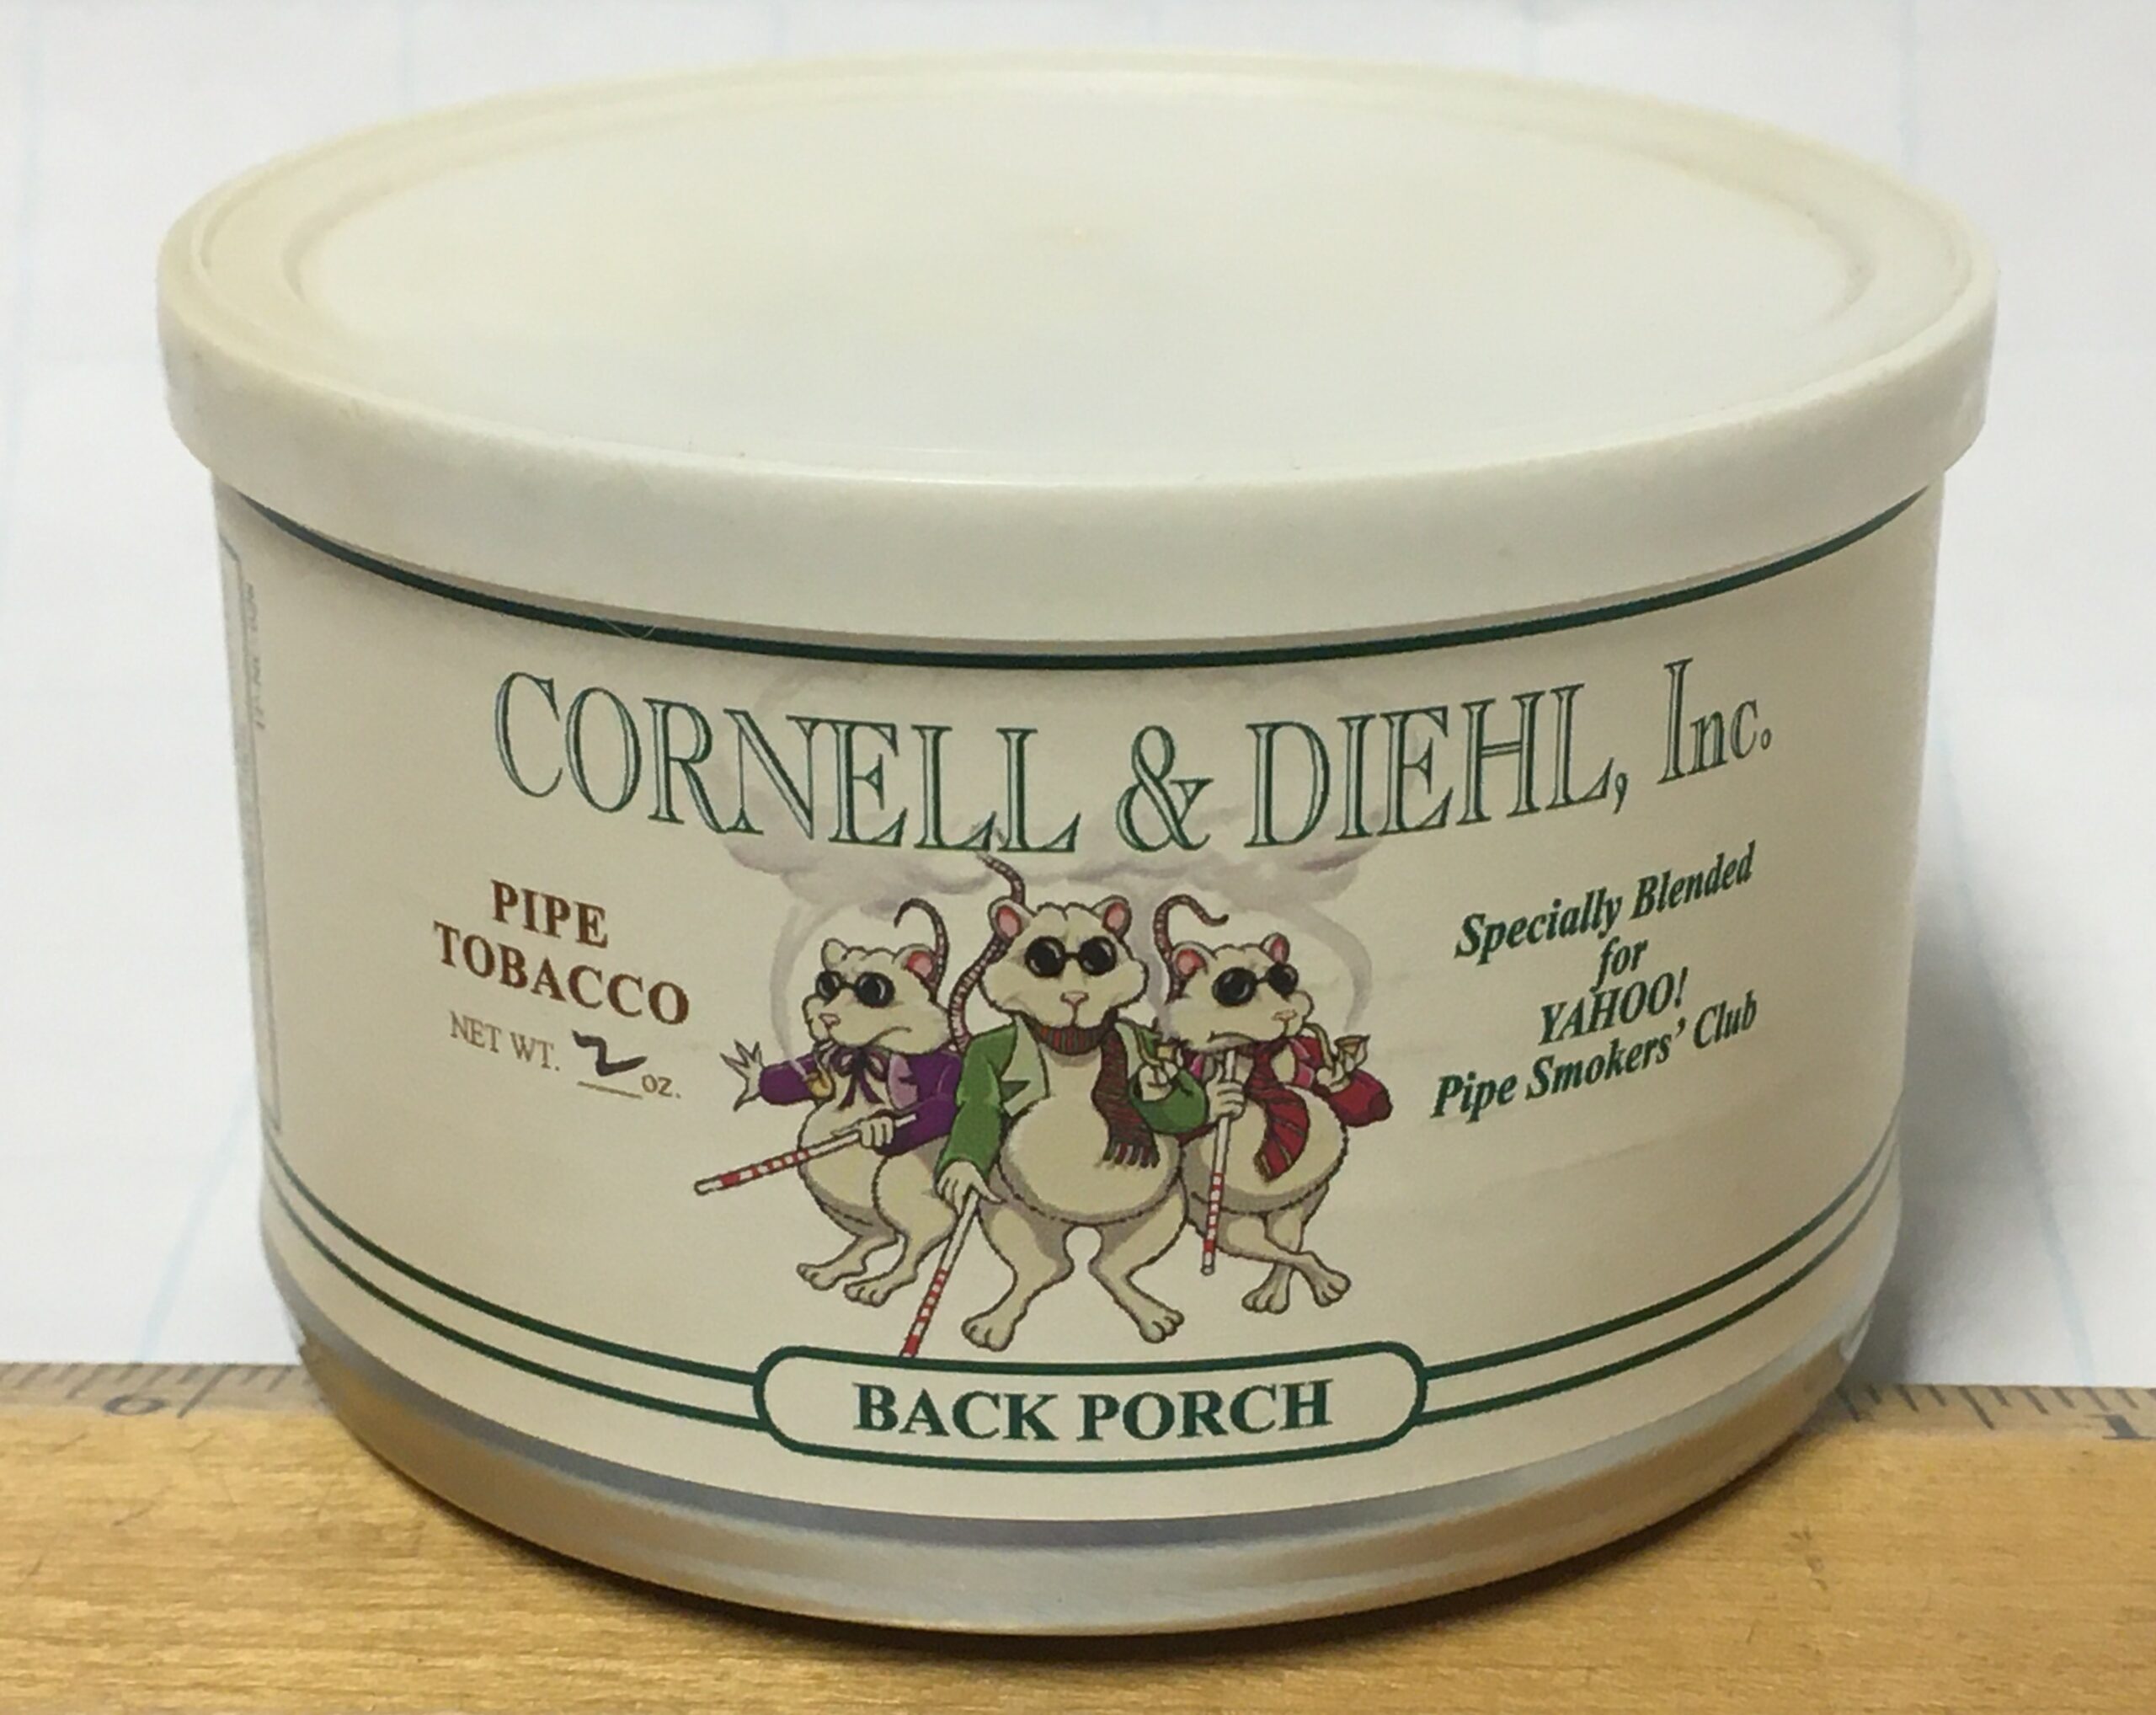 CORNELL & DIEHL, Inc.
PIPE
TOBACCO
NET WT. 2 oz.
Specially Blended
for
YAHOO!
Pipe Smokers' Club
BACK PORCH